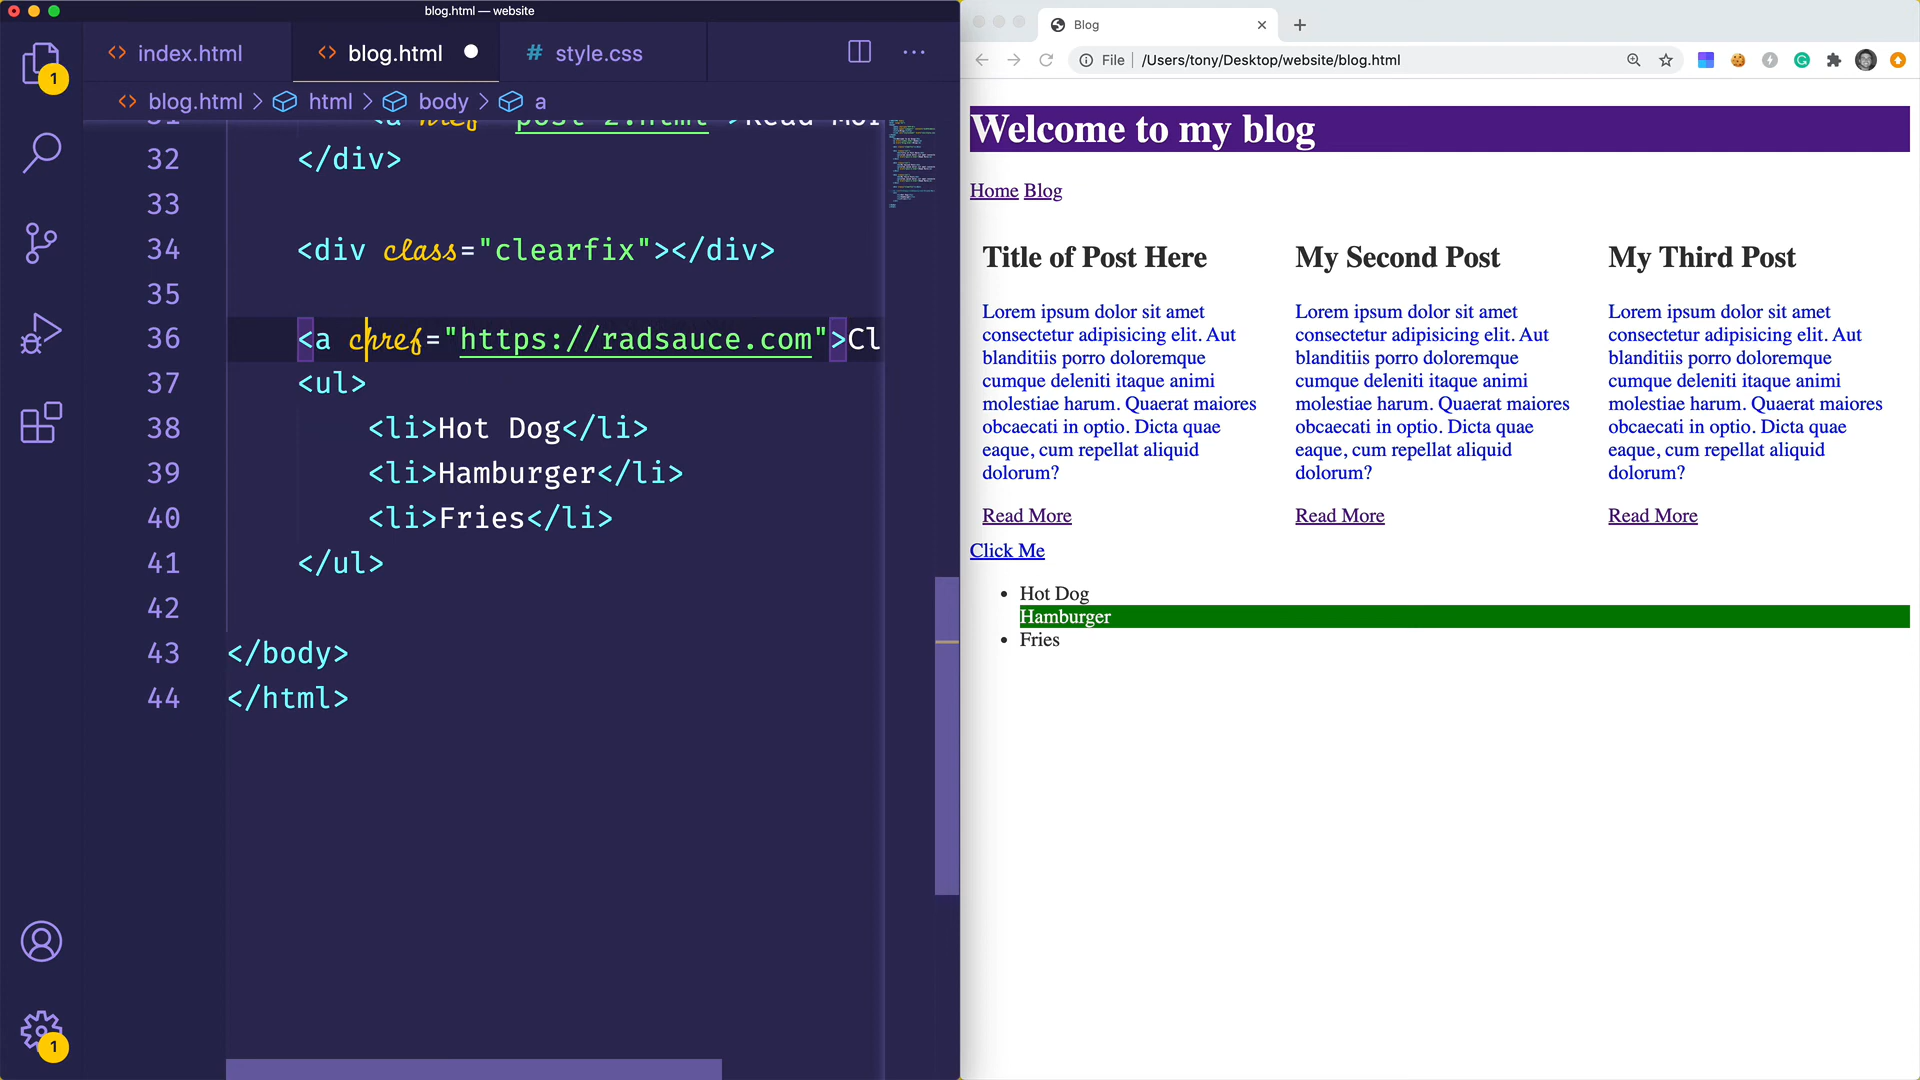 blog.html — website
index.html
blog.html
style.css
blog.html > html > body > a
32 </div>
33
34 <div class="clearfix"></div>
35
36 <a chref="https://radsauce.com">Cl
37 <ul>
38 <li>Hot Dog</li>
39 <li>Hamburger</li>
40 <li>Fries</li>
41 </ul>
42
43 </body>
44 </html>
1
1
Blog
File /Users/tony/Desktop/website/blog.html
Welcome to my blog
Home Blog
Title of Post Here
Lorem ipsum dolor sit amet
consectetur adipisicing elit. Aut
blanditiis porro doloremque
cumque deleniti itaque animi
molestiae harum. Quaerat maiores
obcaecati in optio. Dicta quae
eaque, cum repellat aliquid
dolorum?
Read More
My Second Post
Lorem ipsum dolor sit amet
consectetur adipisicing elit. Aut
blanditiis porro doloremque
cumque deleniti itaque animi
molestiae harum. Quaerat maiores
obcaecati in optio. Dicta quae
eaque, cum repellat aliquid
dolorum?
Read More
My Third Post
Lorem ipsum dolor sit amet
consectetur adipisicing elit. Aut
blanditiis porro doloremque
cumque deleniti itaque animi
molestiae harum. Quaerat maiores
obcaecati in optio. Dicta quae
eaque, cum repellat aliquid
dolorum?
Read More
Click Me
Hot Dog
Hamburger
Fries